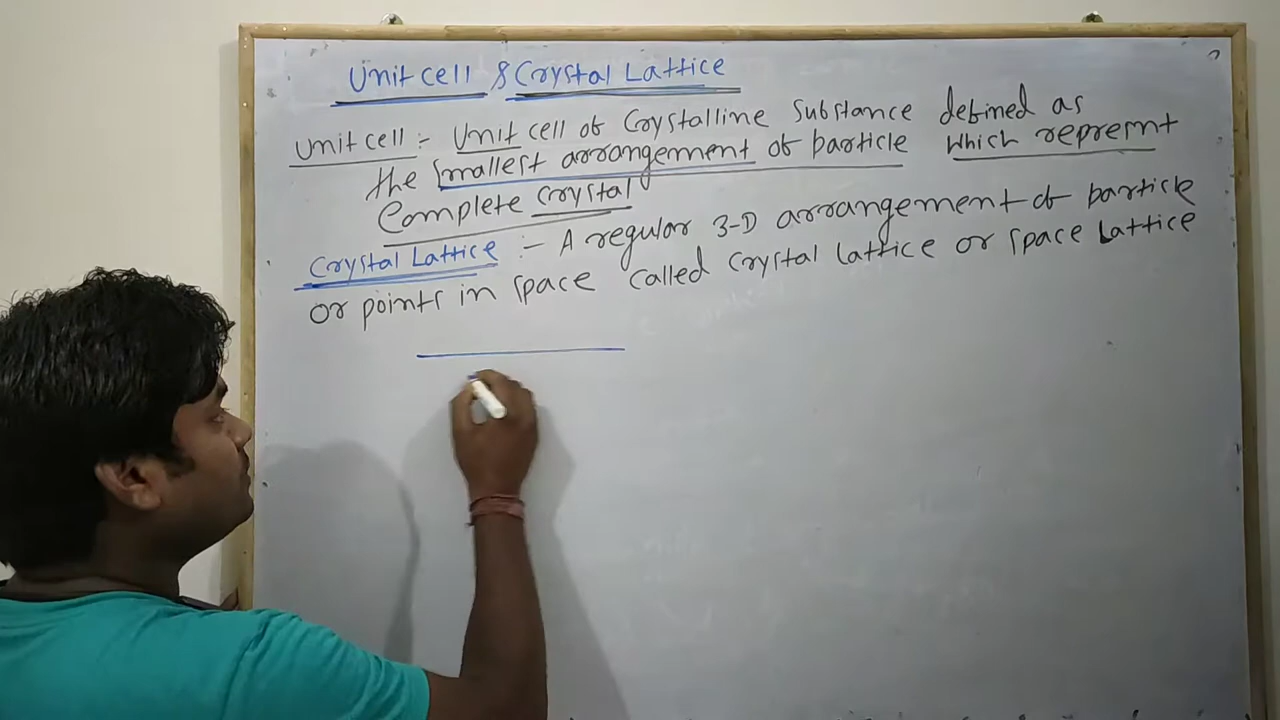 Unit cell & Crystal Lattice
Unit cell :- Unit cell of Crystalline Substance defined as
the smallest arrangement of particle which represnt
Complete crystal
Crystal Lattice :- A regular 3-D arrangement of particle
or points in space called Crystal lattice or space Lattice